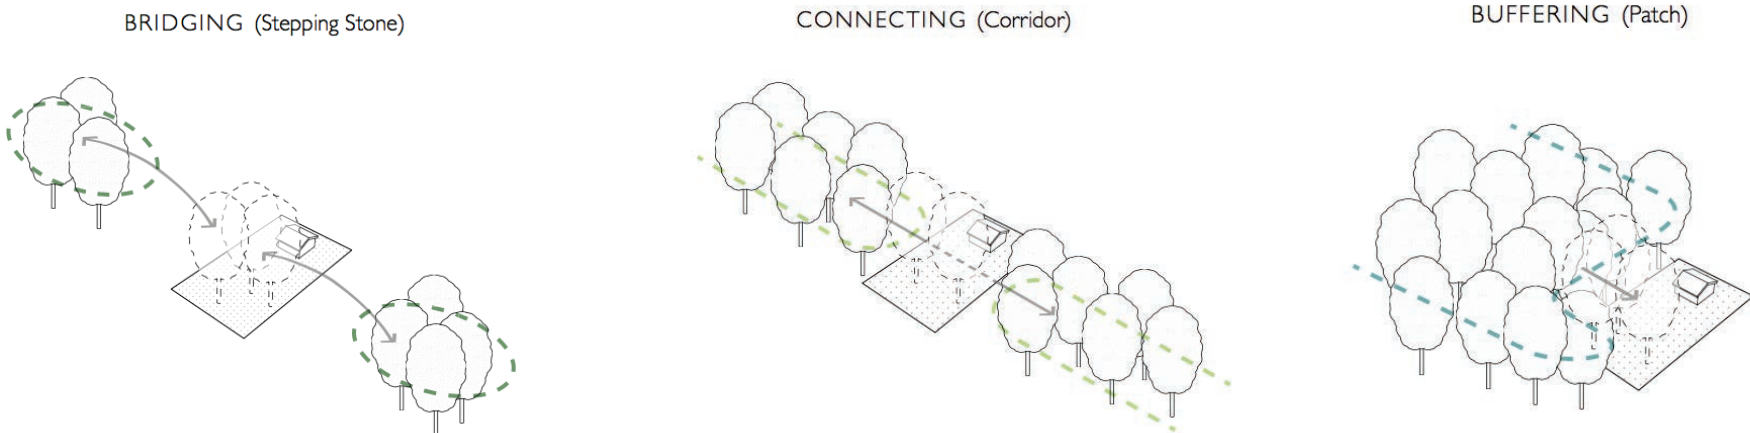 BRIDGING (Stepping Stone)
CONNECTING (Corridor)
BUFFERING (Patch)